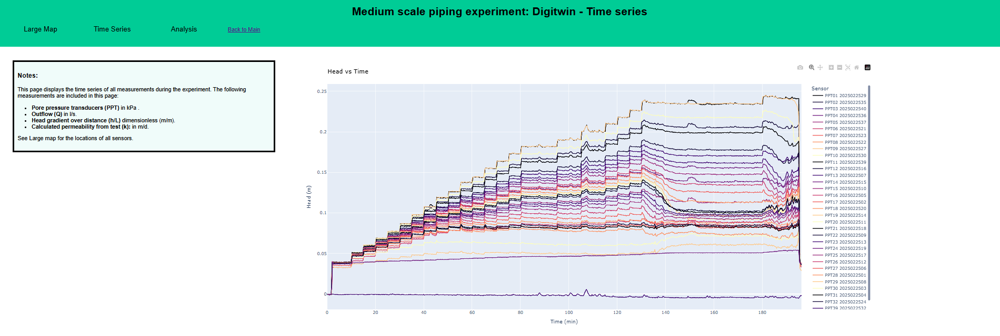 Medium scale piping experiment: Digitwin - Time series
Large Map
Time Series
Analysis
Back to Main
Notes:
This page displays the time series of all measurements during the experiment. The following
measurements are included in this page:
Pore pressure transducers (PPT) in kPa .
Outflow (Q) in l/s.
Head gradient over distance (h/L) dimensionless (m/m).
Calculated permeability from test (k): in m/d.
See Large map for the locations of all sensors.
Head vs Time
0.25
0.2
0.15
0.1
0.05
0
Head (m)
0
20
40
60
80
100
120
140
160
180
Time (min)
Sensor
PPT01 2025022529
PPT02 2025022535
PPT03 2025022540
PPT04 2025022536
PPT05 2025022537
PPT06 2025022521
PPT07 2025022523
PPT08 2025022522
PPT09 2025022527
PPT10 2025022530
PPT11 2025022539
PPT12 2025022516
PPT13 2025022507
PPT14 2025022515
PPT15 2025022510
PPT16 2025022505
PPT17 2025022502
PPT18 2025022520
PPT19 2025022514
PPT20 2025022511
PPT21 2025022518
PPT22 2025022509
PPT23 2025022513
PPT24 2025022519
PPT25 2025022517
PPT26 2025022512
PPT27 2025022506
PPT28 2025022501
PPT29 2025022508
PPT30 2025022503
PPT31 2025022504
PPT32 2025022524
PPT39 2025022532